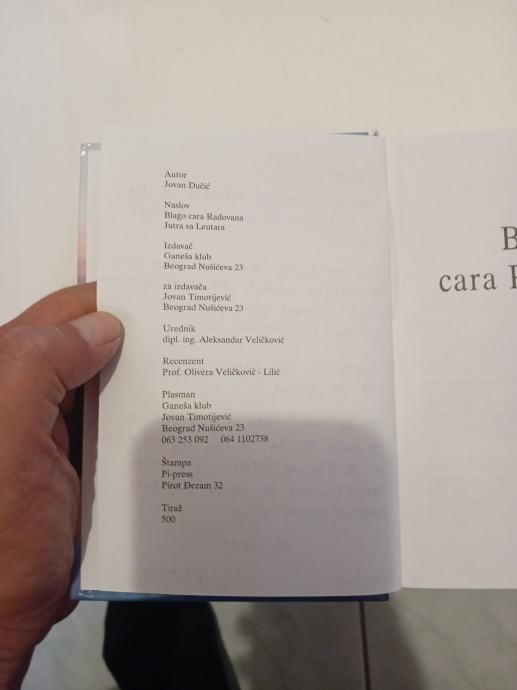 Autor
Jovan Dučić
Naslov
Blago cara Radovana
Jutra sa Leutara
Izdavač
Ganeša klub
Beograd Nušićeva 23
za izdavača
Jovan Timotijević
Beograd Nušićeva 23
Urednik
dipl. ing. Aleksandar Veličković
Recenzent
Prof. Olivera Veličkovič - Lilić
Plasman
Ganeša klub
Jovan Timotijević
Beograd Nušićeva 23
063 253 092 064 1102738
Štampa
Pi-press
Pirot Đeram 32
Tiraž
500
cara